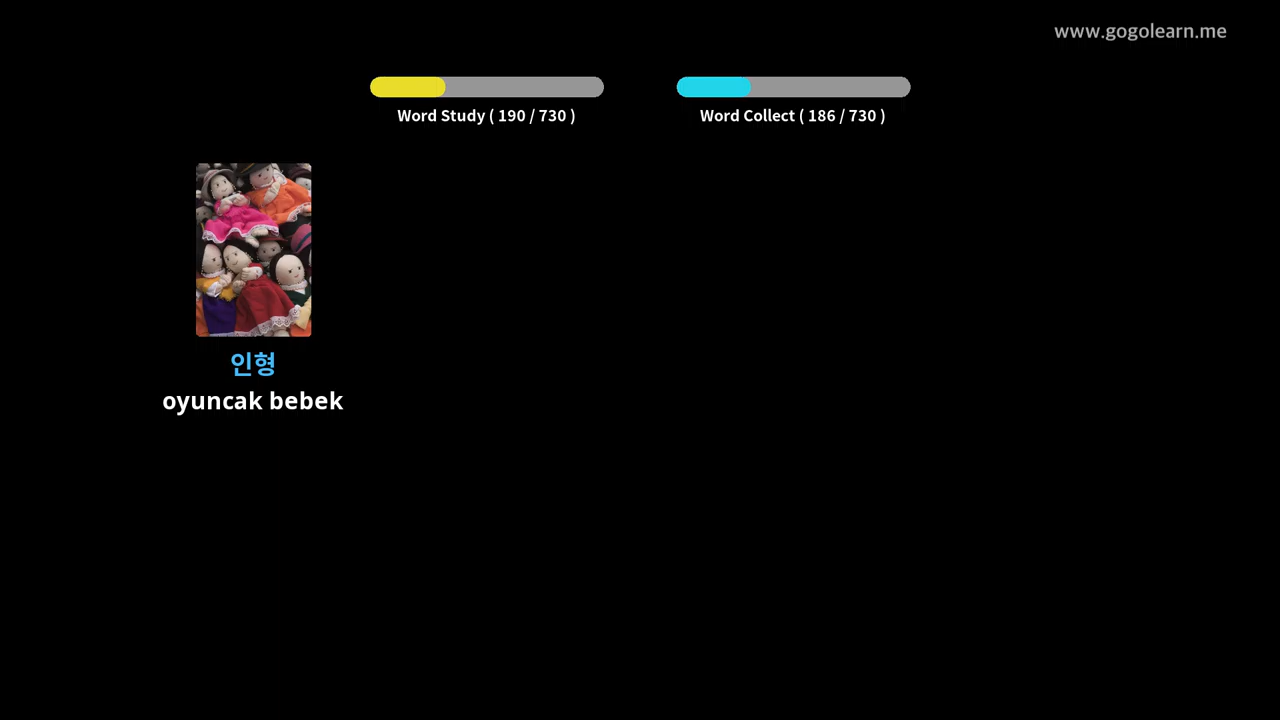 www.gogolearn.me
Word Study ( 190 / 730 )
Word Collect ( 186 / 730 )
인형
oyuncak bebek